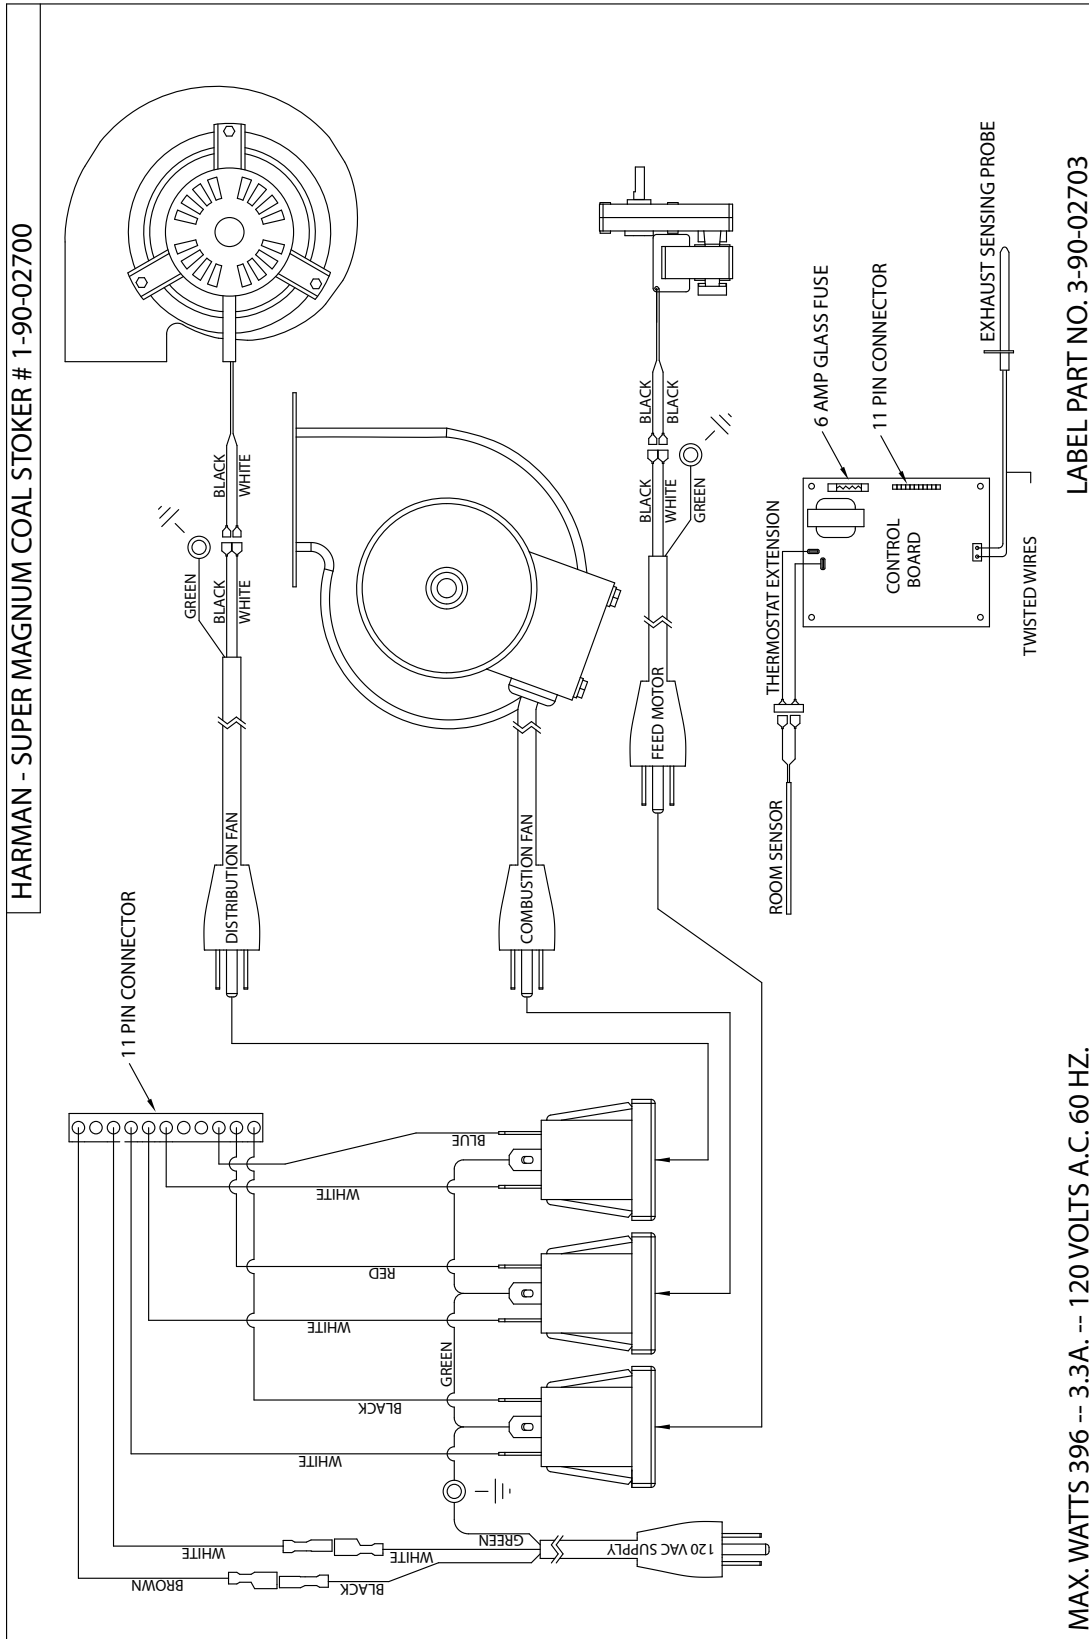 HARMAN - SUPER MAGNUM COAL STOKER # 1-90-02700
11 PIN CONNECTOR
DISTRIBUTION FAN
GREEN
BLACK
WHITE
BLACK
WHITE
COMBUSTION FAN
FEED MOTOR
BLACK
WHITE
GREEN
BLACK
BLACK
BROWN
BLACK
WHITE
WHITE
GREEN
120 VAC SUPPLY
WHITE
BLACK
GREEN
WHITE
RED
WHITE
BLUE
ROOM SENSOR
THERMOSTAT EXTENSION
6 AMP GLASS FUSE
11 PIN CONNECTOR
CONTROL
BOARD
TWISTED WIRES
EXHAUST SENSING PROBE
MAX. WATTS 396 -- 3.3A. -- 120 VOLTS A.C. 60 HZ.
LABEL PART NO. 3-90-02703